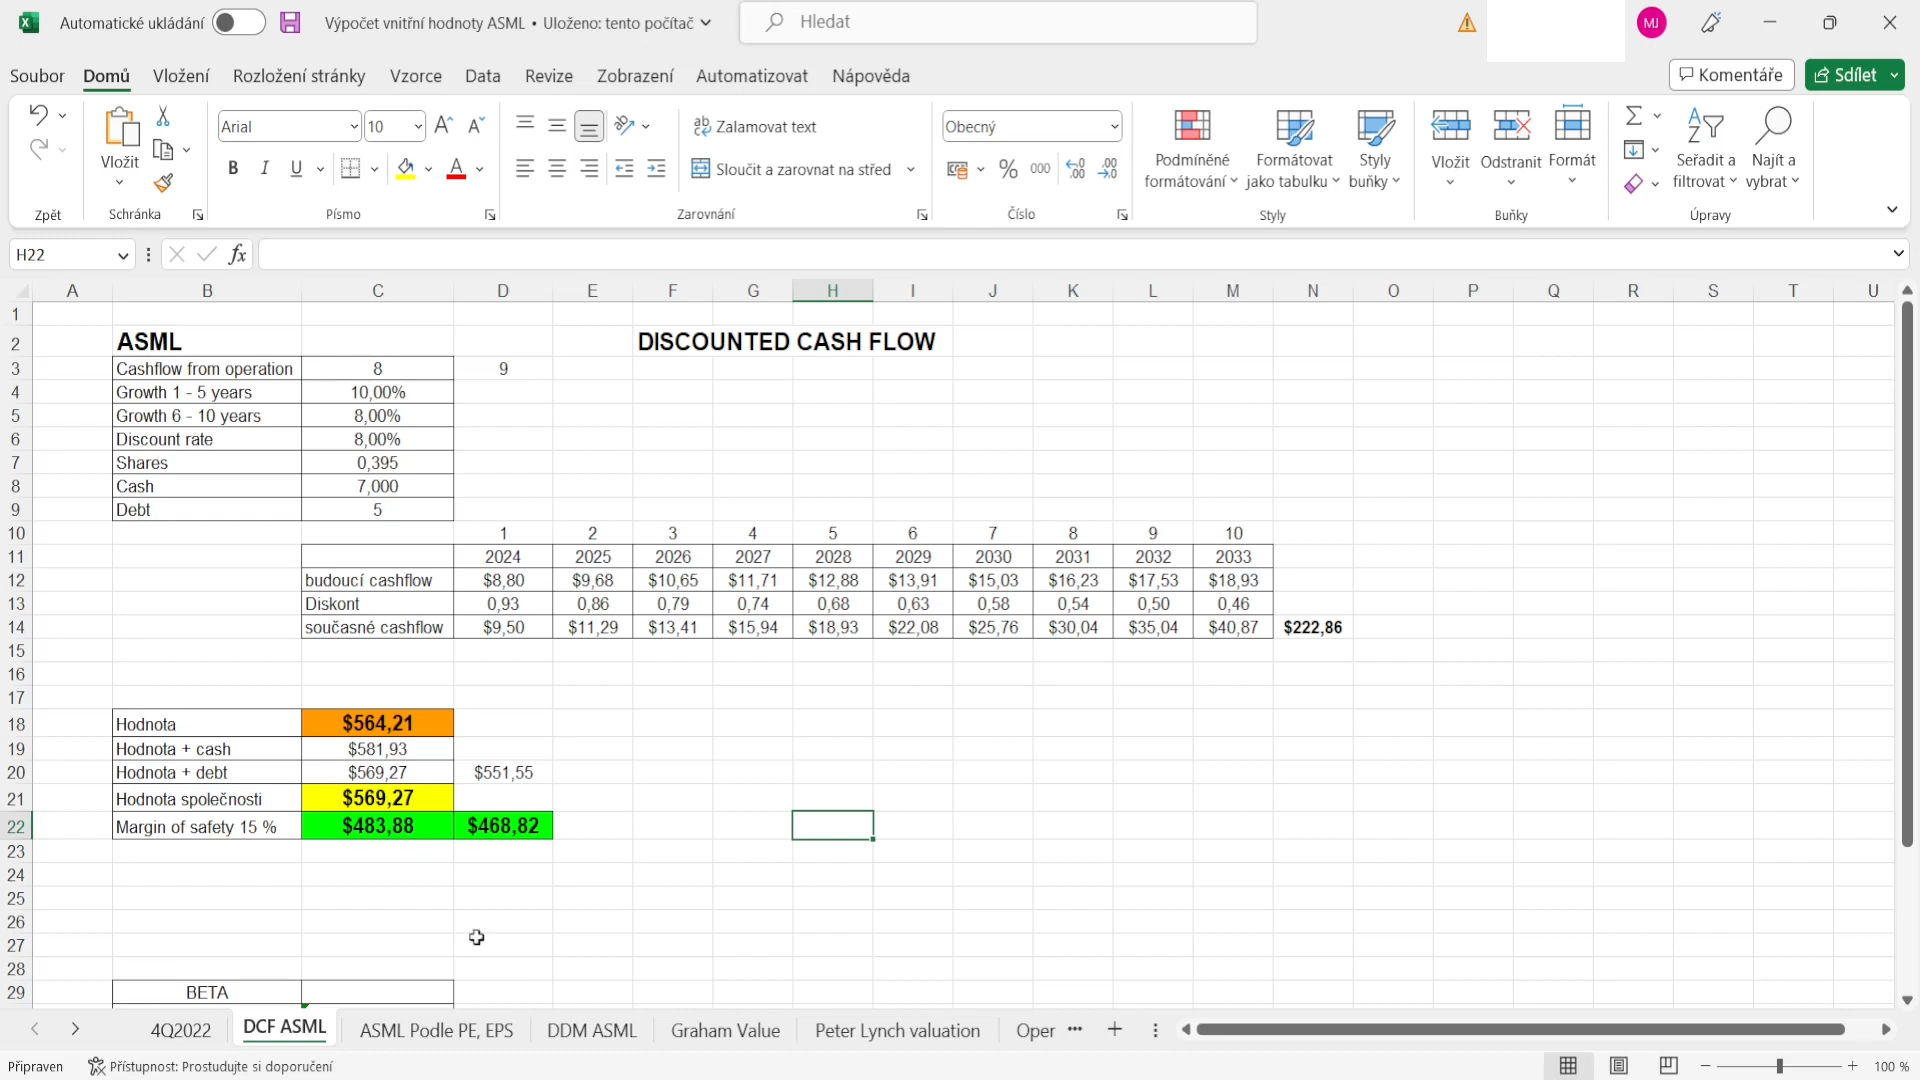 Automatické ukládání
Výpočet vnitřní hodnoty ASML • Uloženo: tento počítač
Hledat
MJ
Soubor Domů Vložení Rozložení stránky Vzorce Data Revize Zobrazení Automatizovat Nápověda
Komentáře
Sdílet
Arial 10
Zalamovat text
Obecný
Vložit
B I U
Sloučit a zarovnat na střed
% 000
Podmíněné formátování
Formátovat jako tabulku
Styly buňky
Vložit Odstranit Formát
Seřadit a filtrovat
Najít a vybrat
Zpět Schránka Písmo Zarovnání Číslo Styly Buňky Úpravy
H22
fx
A B C D E F G H I J K L M N O P Q R S T U
1
2 ASML DISCOUNTED CASH FLOW
3 Cashflow from operation 8 9
4 Growth 1 - 5 years 10,00%
5 Growth 6 - 10 years 8,00%
6 Discount rate 8,00%
7 Shares 0,395
8 Cash 7,000
9 Debt 5
10 1 2 3 4 5 6 7 8 9 10
11 2024 2025 2026 2027 2028 2029 2030 2031 2032 2033
12 budoucí cashflow $8,80 $9,68 $10,65 $11,71 $12,88 $13,91 $15,03 $16,23 $17,53 $18,93
13 Diskont 0,93 0,86 0,79 0,74 0,68 0,63 0,58 0,54 0,50 0,46
14 současné cashflow $9,50 $11,29 $13,41 $15,94 $18,93 $22,08 $25,76 $30,04 $35,04 $40,87 $222,86
15
16
17
18 Hodnota $564,21
19 Hodnota + cash $581,93
20 Hodnota + debt $569,27 $551,55
21 Hodnota společnosti $569,27
22 Margin of safety 15 % $483,88 $468,82
23
24
25
26
27
28
29 BETA
4Q2022 DCF ASML ASML Podle PE, EPS DDM ASML Graham Value Peter Lynch valuation Oper
Připraven Přístupnost: Prostudujte si doporučení 100 %